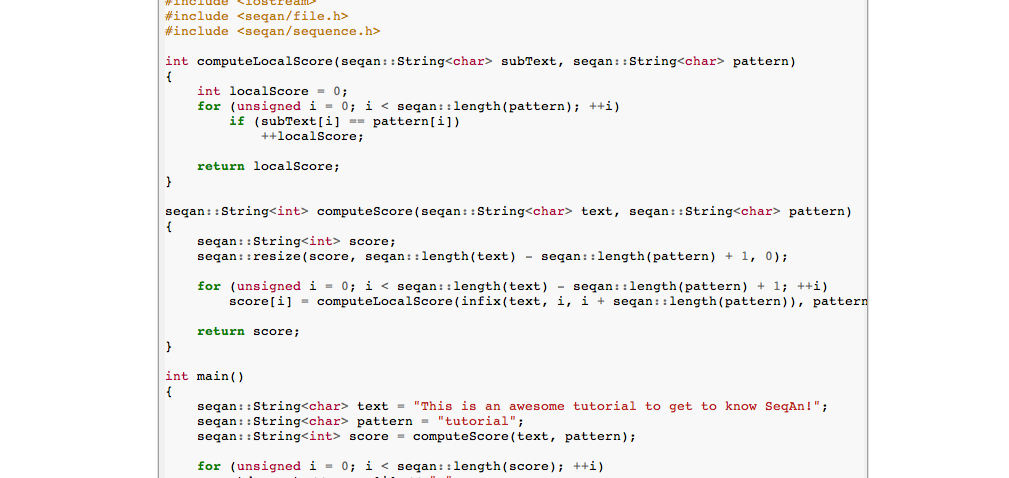 #include <iostream>
#include <seqan/file.h>
#include <seqan/sequence.h>
int computeLocalScore(seqan::String<char> subText, seqan::String<char> pattern)
{
    int localScore = 0;
    for (unsigned i = 0; i < seqan::length(pattern); ++i)
        if (subText[i] == pattern[i])
            ++localScore;
    return localScore;
}
seqan::String<int> computeScore(seqan::String<char> text, seqan::String<char> pattern)
{
    seqan::String<int> score;
    seqan::resize(score, seqan::length(text) - seqan::length(pattern) + 1, 0);
    for (unsigned i = 0; i < seqan::length(text) - seqan::length(pattern) + 1; ++i)
        score[i] = computeLocalScore(infix(text, i, i + seqan::length(pattern)), pattern
    return score;
}
int main()
{
    seqan::String<char> text = "This is an awesome tutorial to get to know SeqAn!";
    seqan::String<char> pattern = "tutorial";
    seqan::String<int> score = computeScore(text, pattern);
    for (unsigned i = 0; i < seqan::length(score); ++i)